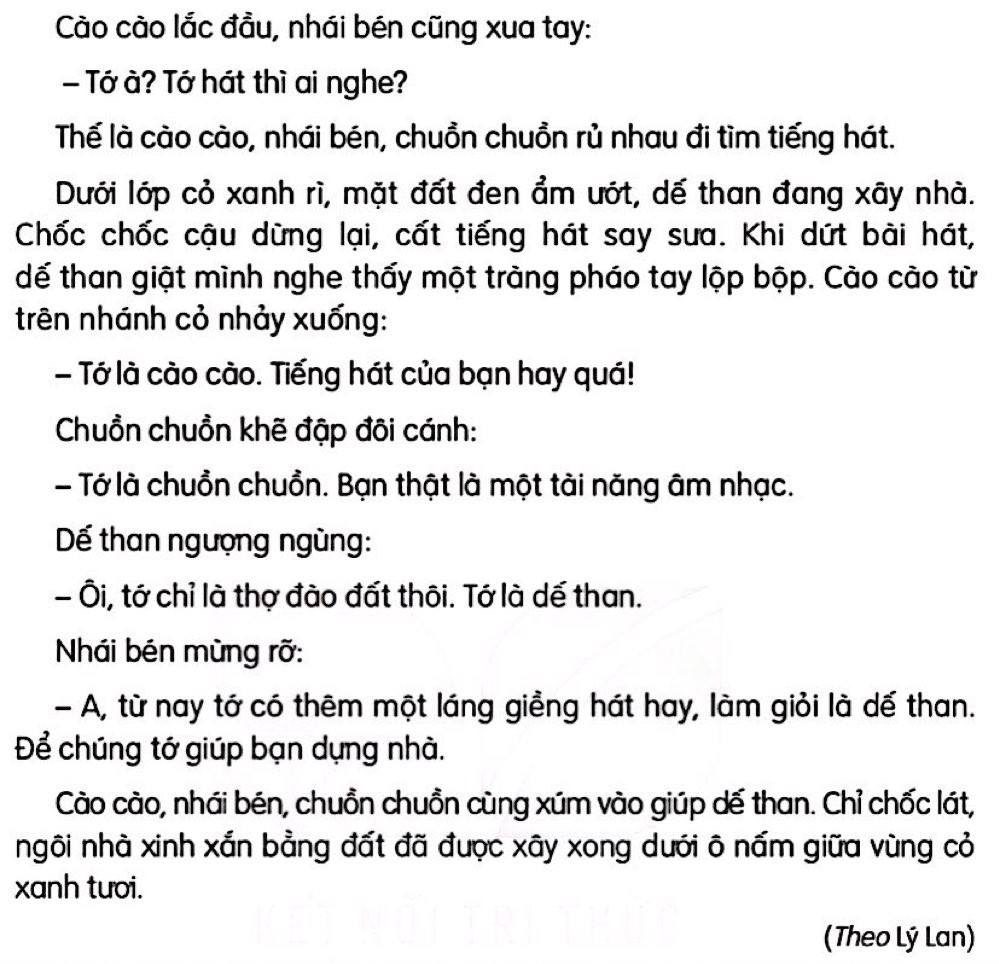 Cào cào lắc đầu, nhái bén cũng xua tay:
– Tớ à? Tớ hát thì ai nghe?
Thế là cào cào, nhái bén, chuồn chuồn rủ nhau đi tìm tiếng hát.
Dưới lớp cỏ xanh rì, mặt đất đen ẩm ướt, dế than đang xây nhà.
Chốc chốc cậu dừng lại, cất tiếng hát say sưa. Khi dứt bài hát,
dế than giật mình nghe thấy một tràng pháo tay lộp bộp. Cào cào từ
trên nhánh cỏ nhảy xuống:
– Tớ là cào cào. Tiếng hát của bạn hay quá!
Chuồn chuồn khẽ đập đôi cánh:
– Tớ là chuồn chuồn. Bạn thật là một tài năng âm nhạc.
Dế than ngượng ngùng:
– Ôi, tớ chỉ là thợ đào đất thôi. Tớ là dế than.
Nhái bén mừng rỡ:
– A, từ nay tớ có thêm một láng giềng hát hay, làm giỏi là dế than.
Để chúng tớ giúp bạn dựng nhà.
Cào cào, nhái bén, chuồn chuồn cùng xúm vào giúp dế than. Chỉ chốc lát,
ngôi nhà xinh xắn bằng đất đã được xây xong dưới ô nấm giữa vùng cỏ
xanh tươi.
KẾT NỐI TRI THỨC
(Theo Lý Lan)